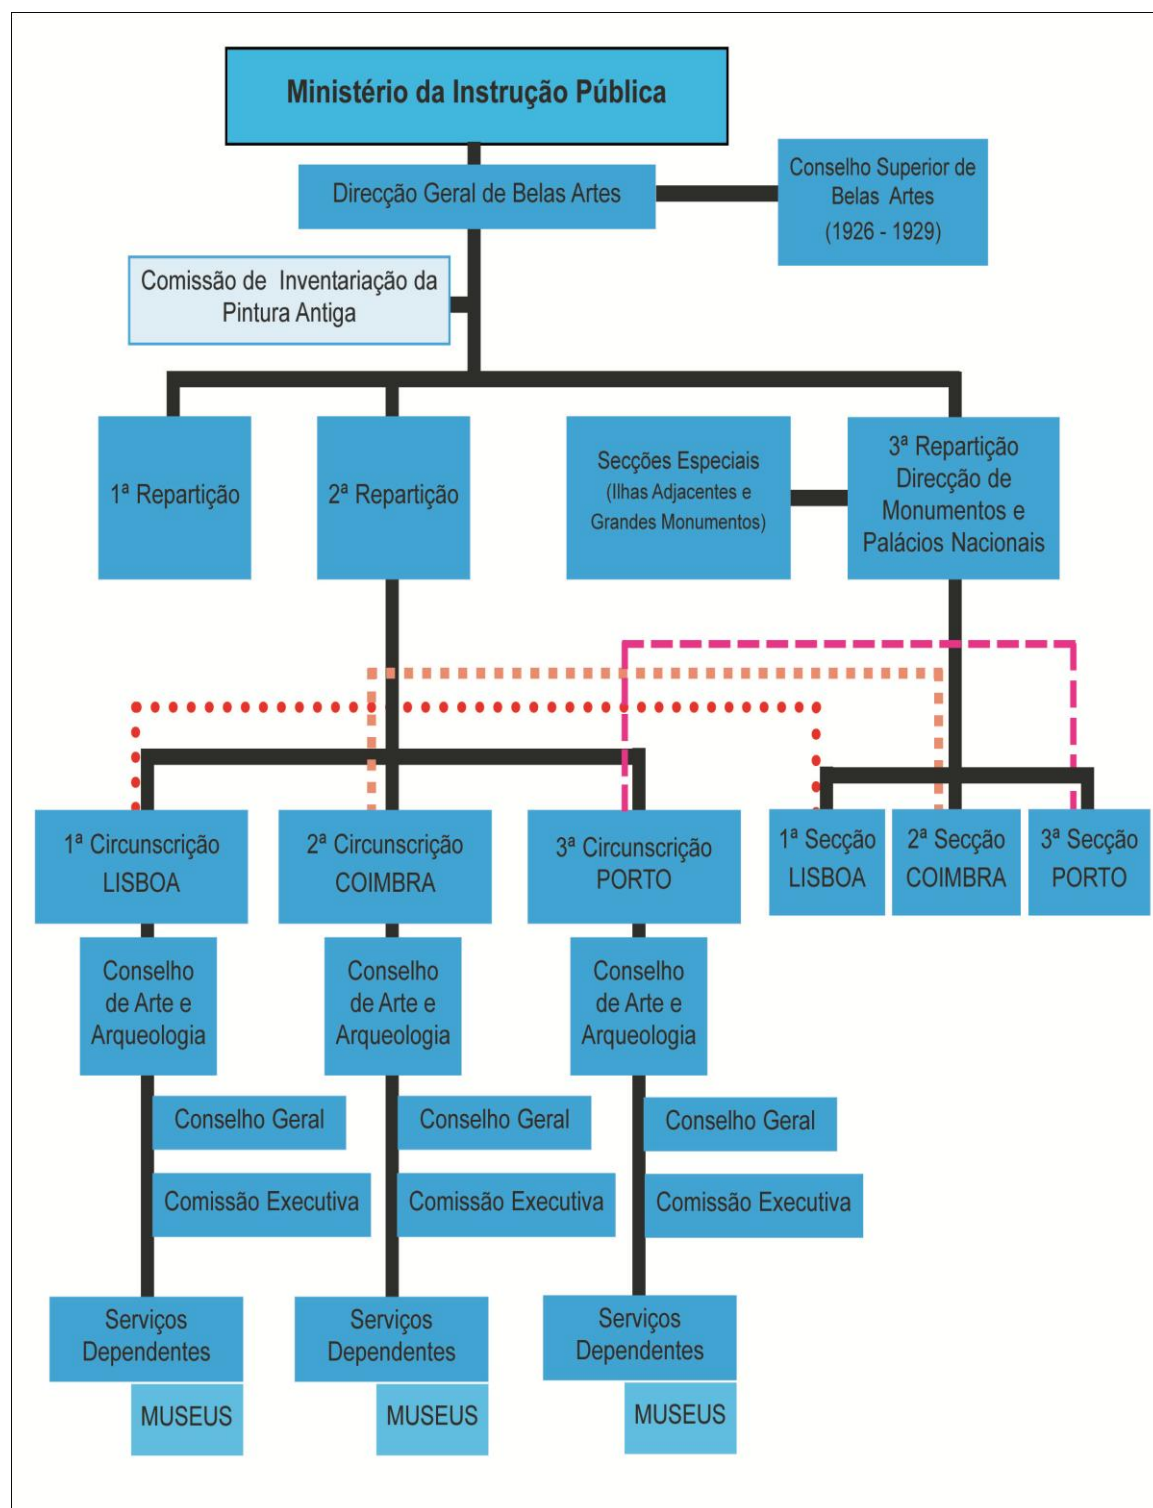 Ministério da Instrução Pública
Direcção Geral de Belas Artes
Conselho Superior de
Belas Artes
(1926 - 1929)
Comissão de Inventariação da
Pintura Antiga
1ª Repartição
2ª Repartição
Secções Especiais
(Ilhas Adjacentes e
Grandes Monumentos)
3ª Repartição
Direcção de
Monumentos e
Palácios Nacionais
1ª Circunscrição
LISBOA
2ª Circunscrição
COIMBRA
3ª Circunscrição
PORTO
1ª Secção
LISBOA
2ª Secção
COIMBRA
3ª Secção
PORTO
Conselho
de Arte e
Arqueologia
Conselho
de Arte e
Arqueologia
Conselho
de Arte e
Arqueologia
Conselho Geral
Conselho Geral
Conselho Geral
Comissão Executiva
Comissão Executiva
Comissão Executiva
Serviços
Dependentes
Serviços
Dependentes
Serviços
Dependentes
MUSEUS
MUSEUS
MUSEUS